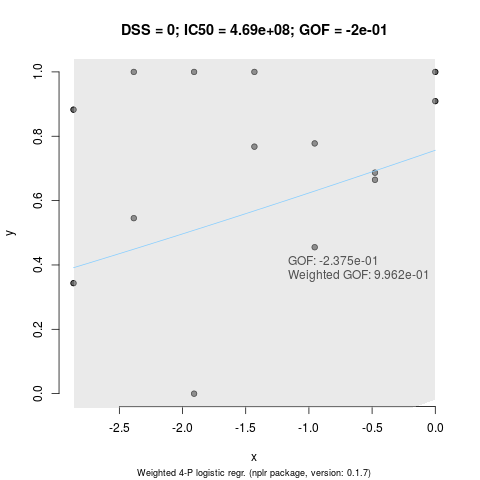 DSS = 0; IC50 = 4.69e+08; GOF = -2e-01
1.0
0.8
0.6
0.4
0.2
0.0
y
GOF: -2.375e-01
Weighted GOF: 9.962e-01
-2.5 -2.0 -1.5 -1.0 -0.5 0.0
x
Weighted 4-P logistic regr. (nplr package, version: 0.1.7)